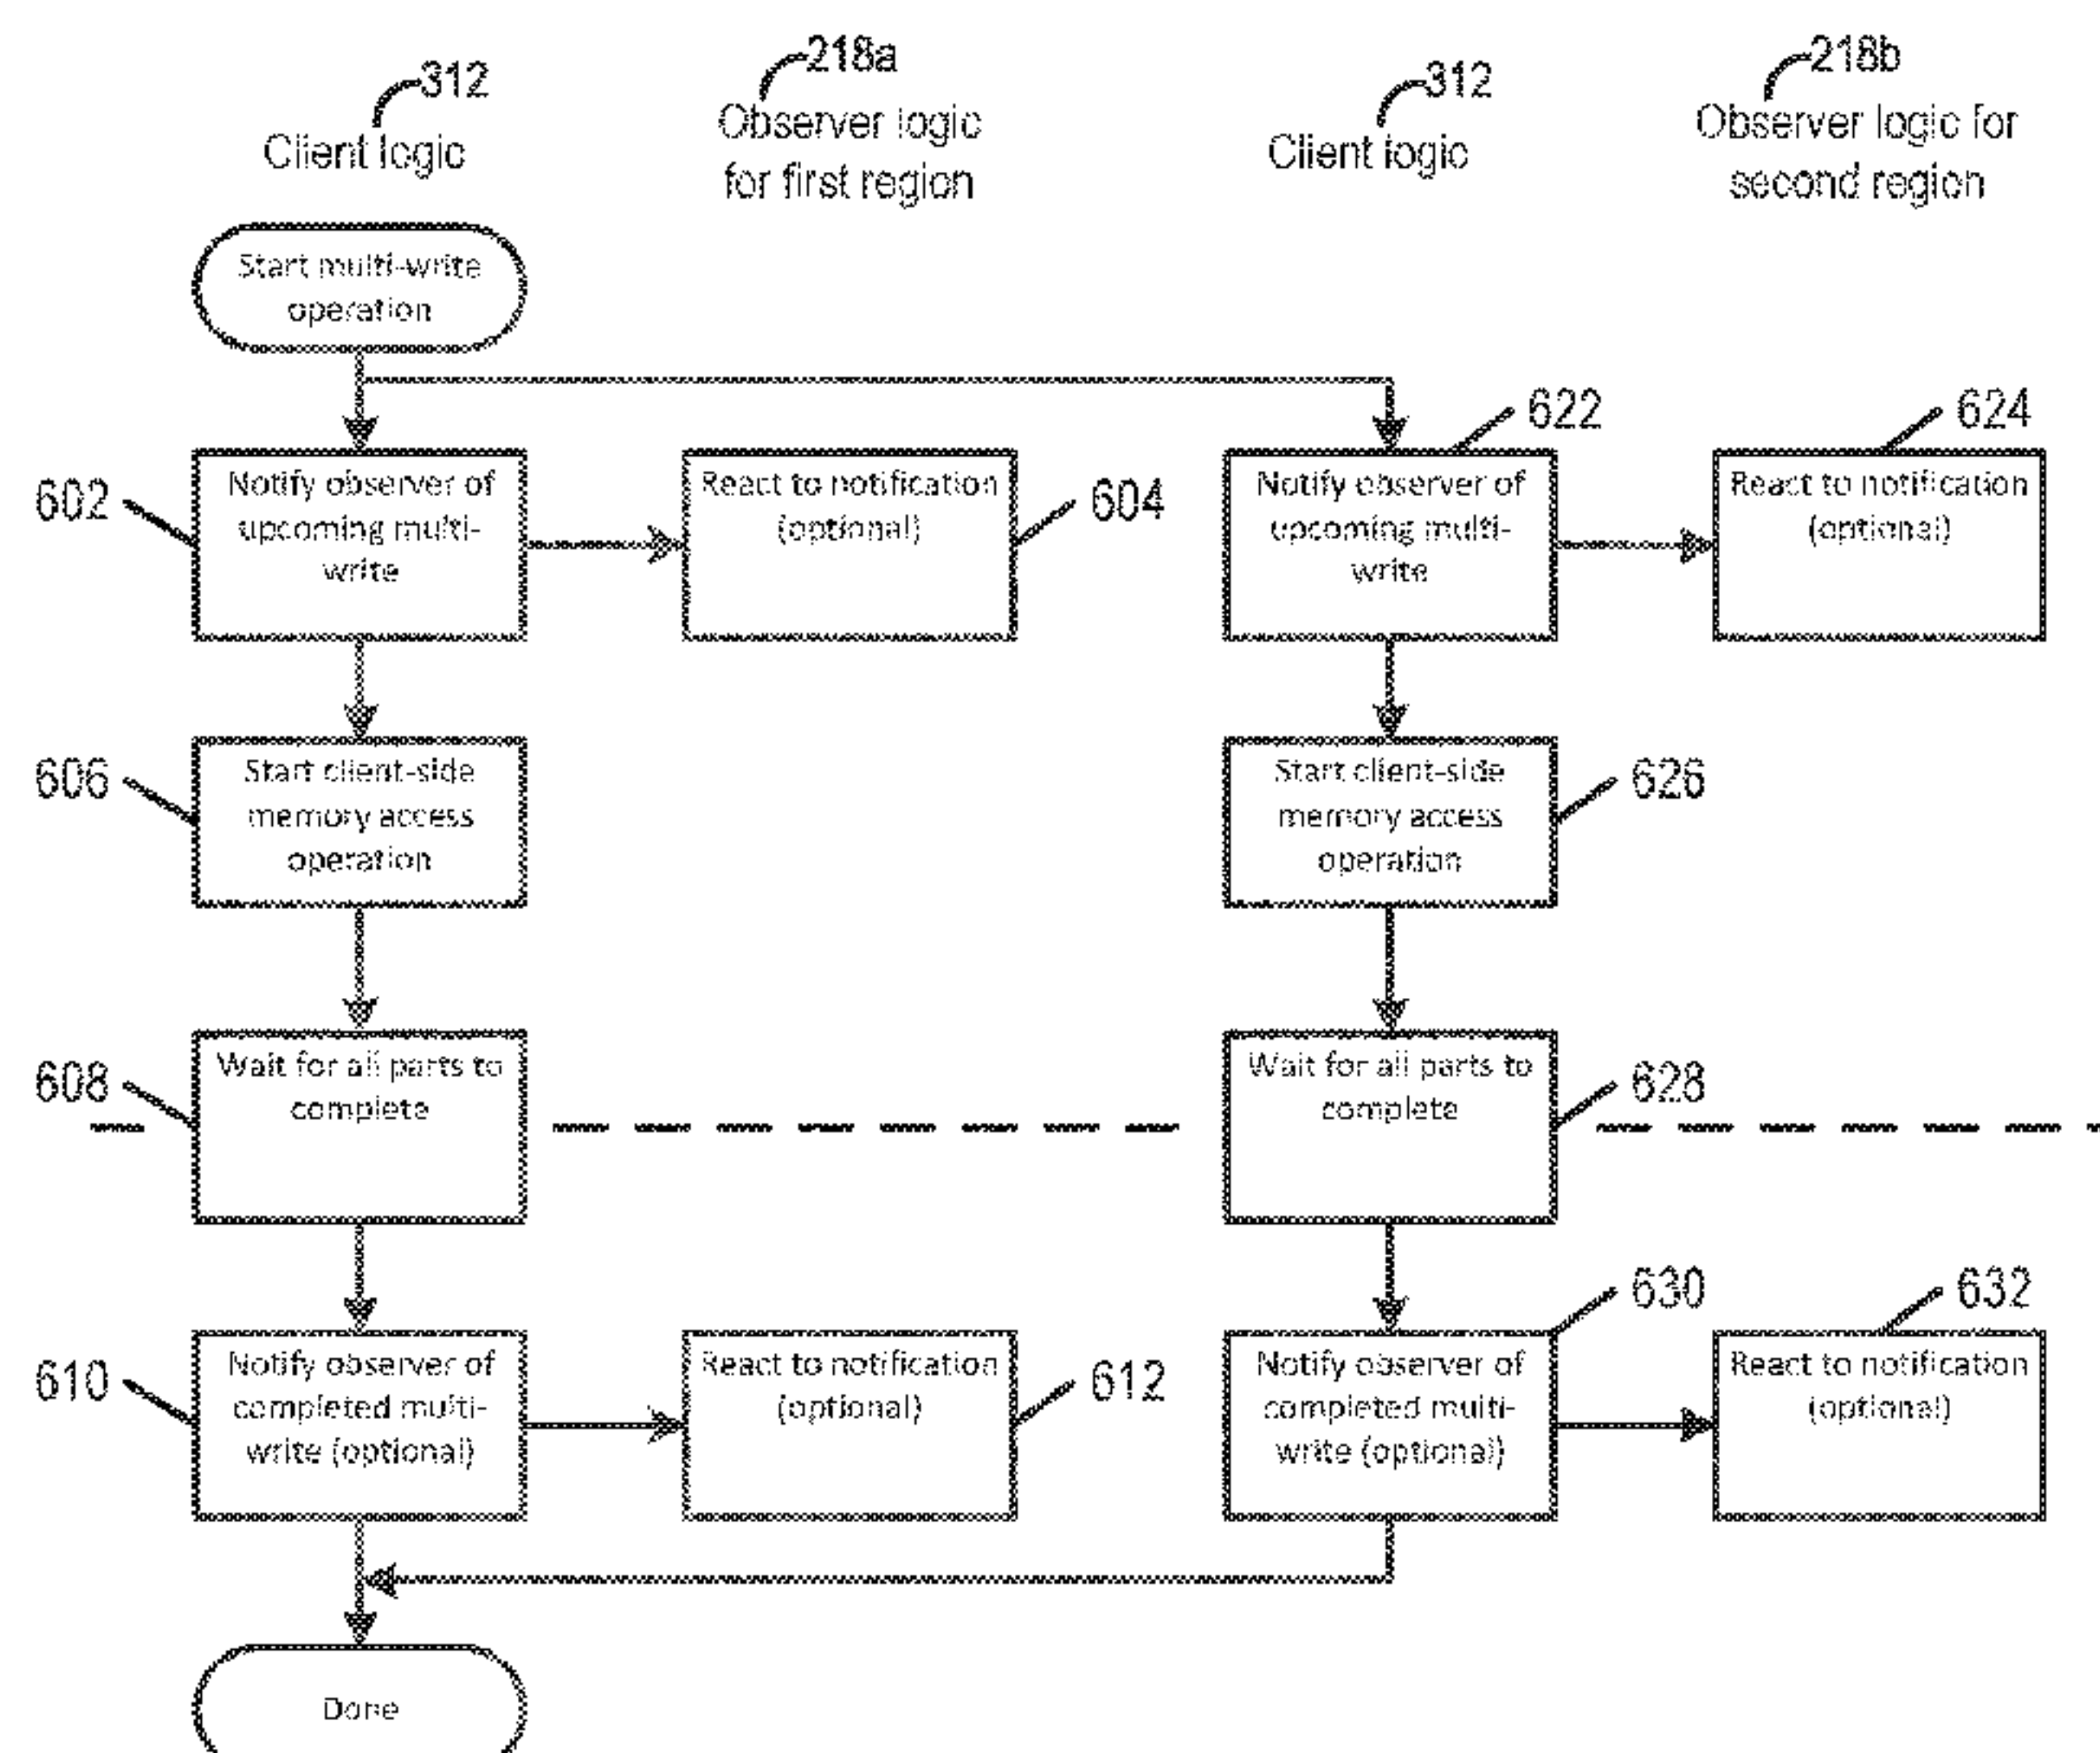 312
Client logic
218a
Observer logic
for first region
312
Client logic
218b
Observer logic for
second region
Start multi-write
operation
602
Notify observer of
upcoming multi-
write
React to notification
(optional)
604
622
Notify observer of
upcoming multi-
write
624
React to notification
(optional)
606
Start client-side
memory access
operation
Start client-side
memory access
operation
626
608
Wait for all parts to
complete
Wait for all parts to
complete
628
610
Notify observer of
completed multi-
write (optional)
React to notification
(optional)
612
630
Notify observer of
completed multi-
write (optional)
632
React to notification
(optional)
Done